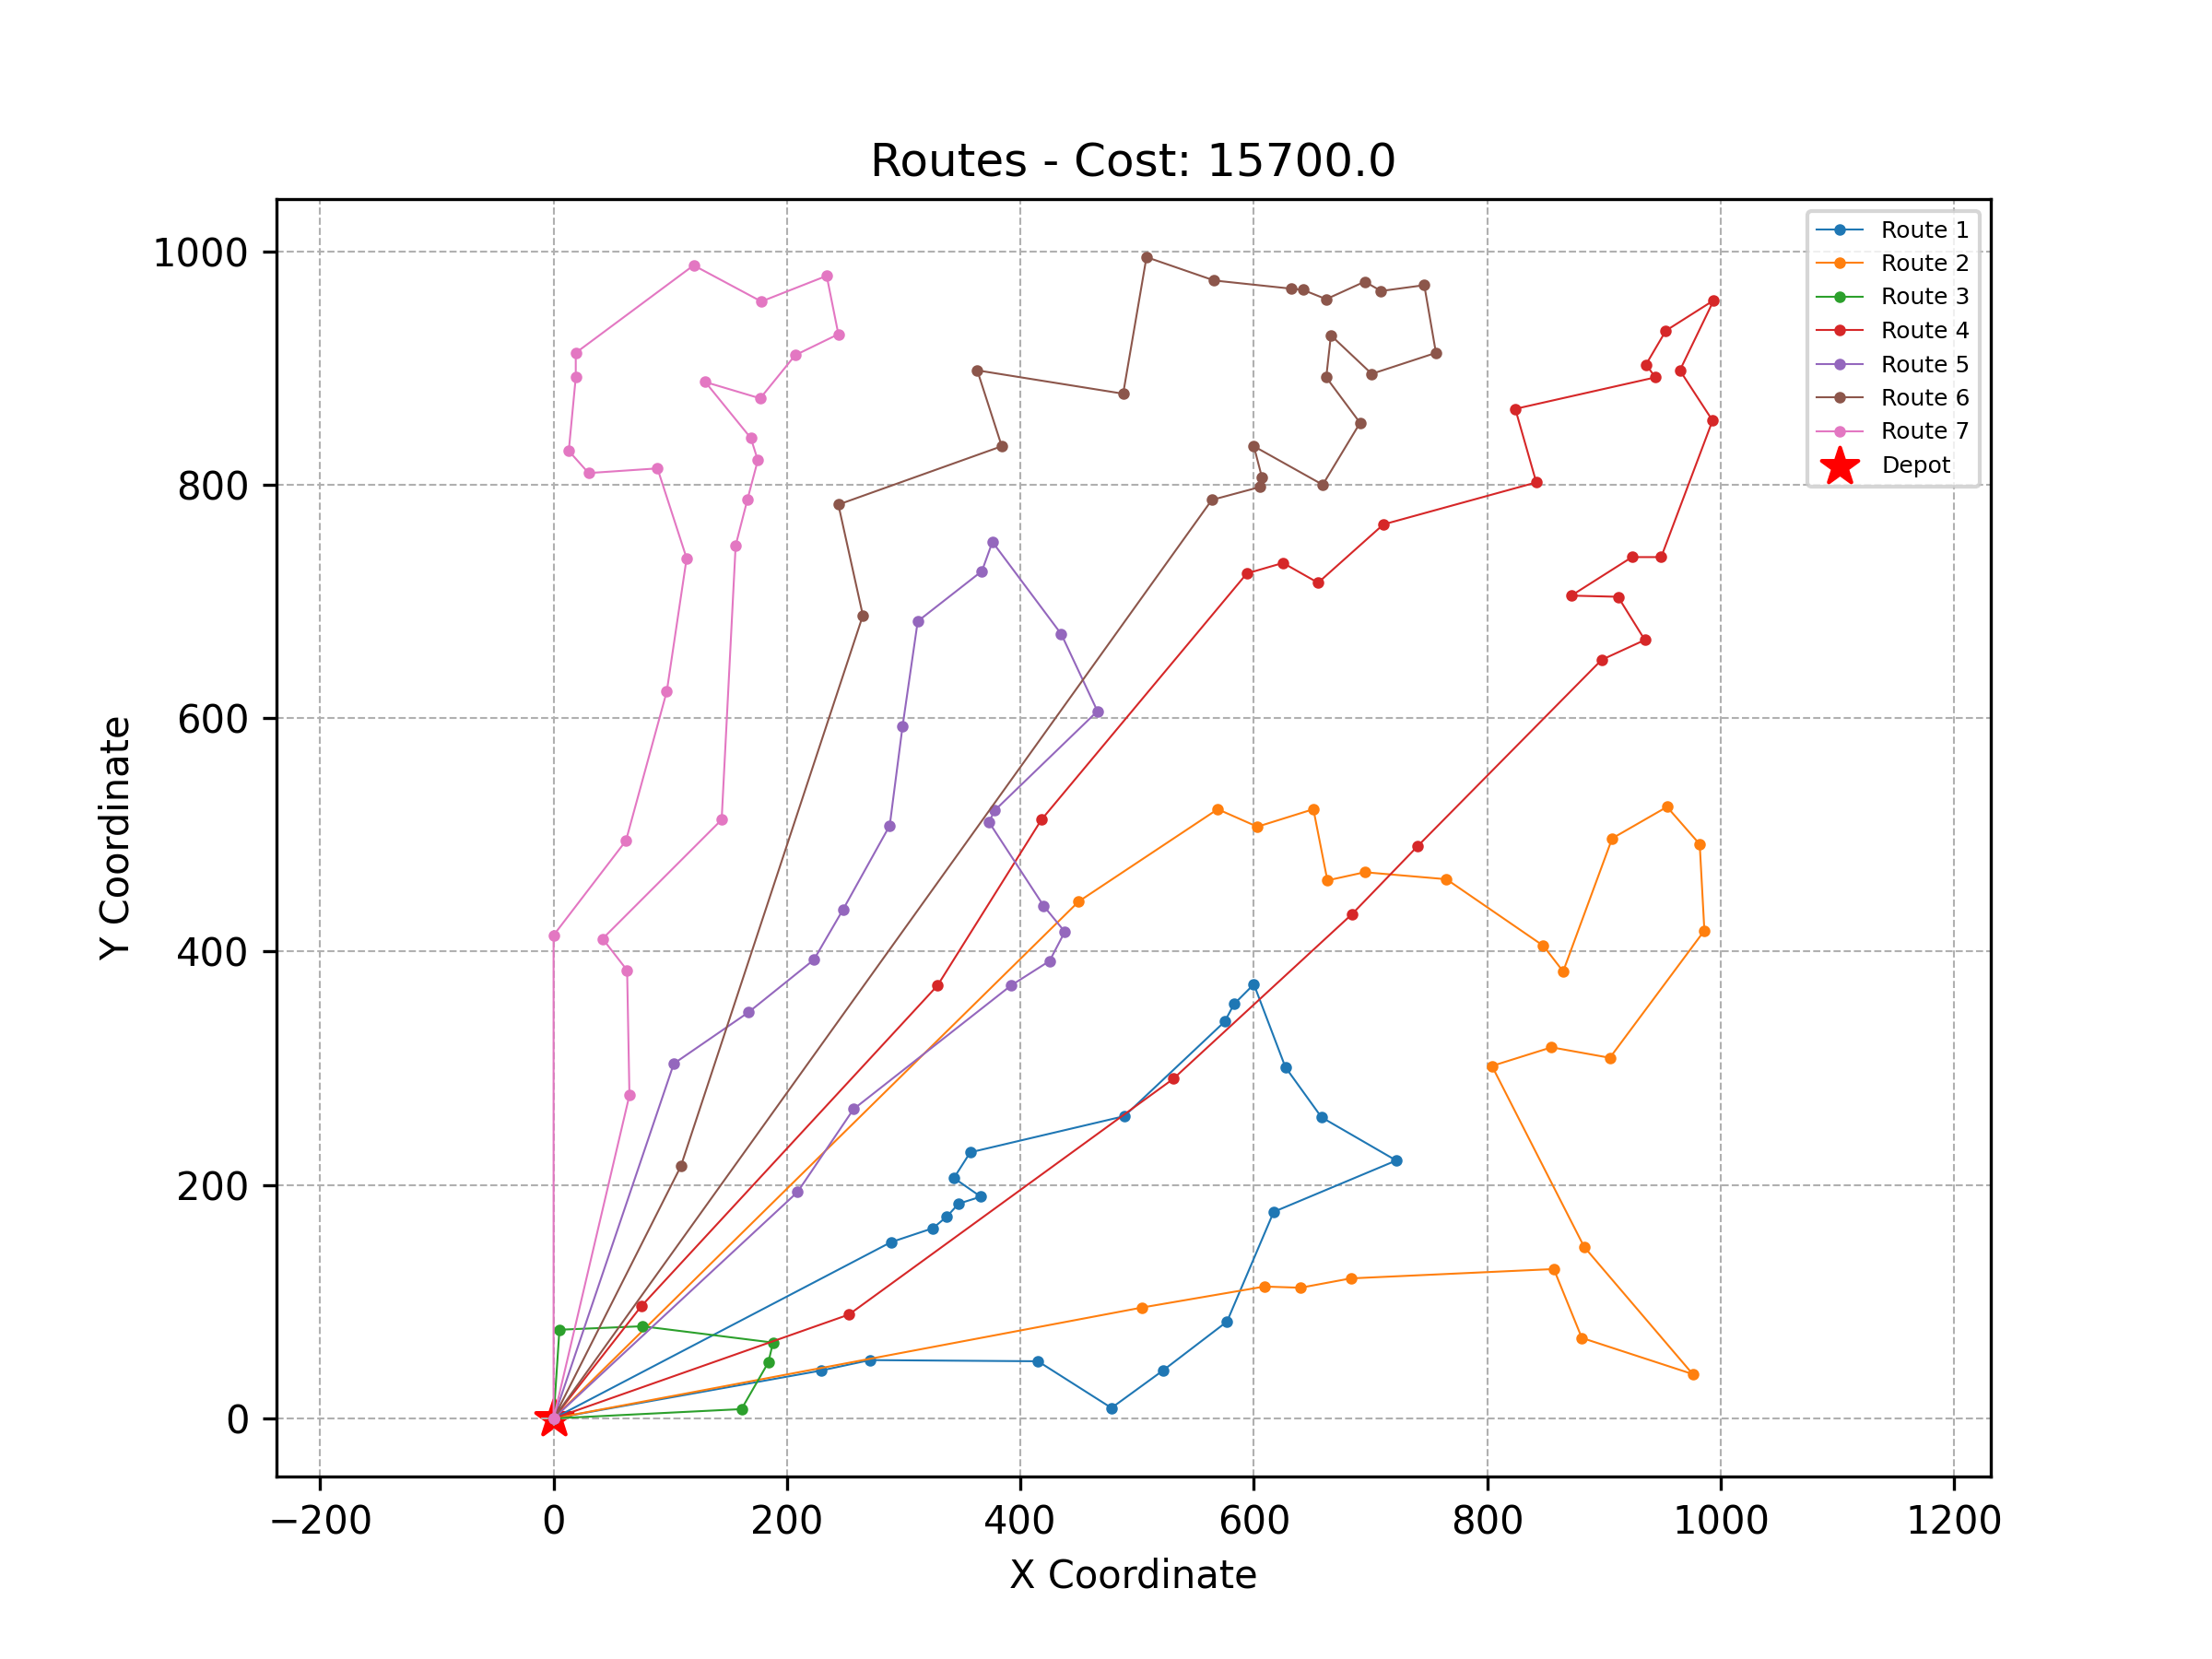 Routes - Cost: 15700.0
Route 1
Route 2
Route 3
Route 4
Route 5
Route 6
Route 7
Depot
1000
800
600
400
200
0
Y Coordinate
−200 0 200 400 600 800 1000 1200
X Coordinate